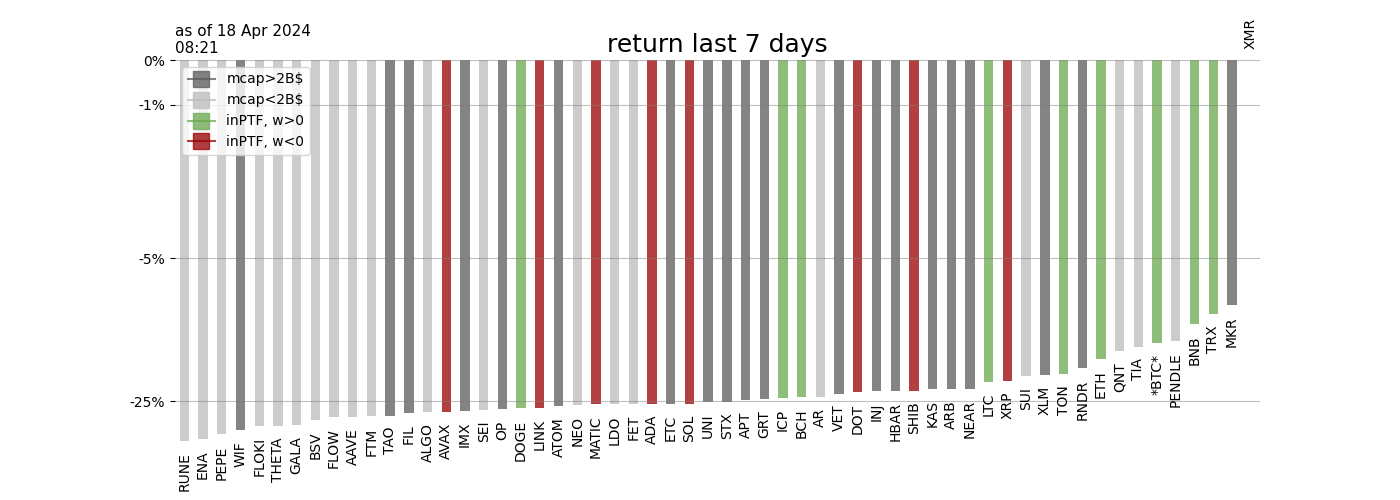 as of 18 Apr 2024
08:21
return last 7 days
XMR
0%
-1%
-5%
-25%
mcap>2B$
mcap<2B$
inPTF, w>0
inPTF, w<0
RUNE
ENA
PEPE
WIF
FLOKI
THETA
GALA
BSV
FLOW
AAVE
FTM
TAO
FIL
ALGO
AVAX
IMX
SEI
OP
DOGE
LINK
ATOM
NEO
MATIC
LDO
FET
ADA
ETC
SOL
UNI
STX
APT
GRT
ICP
BCH
AR
VET
DOT
INJ
HBAR
SHIB
KAS
ARB
NEAR
LTC
XRP
SUI
XLM
TON
RNDR
ETH
QNT
TIA
*BTC*
PENDLE
BNB
TRX
MKR